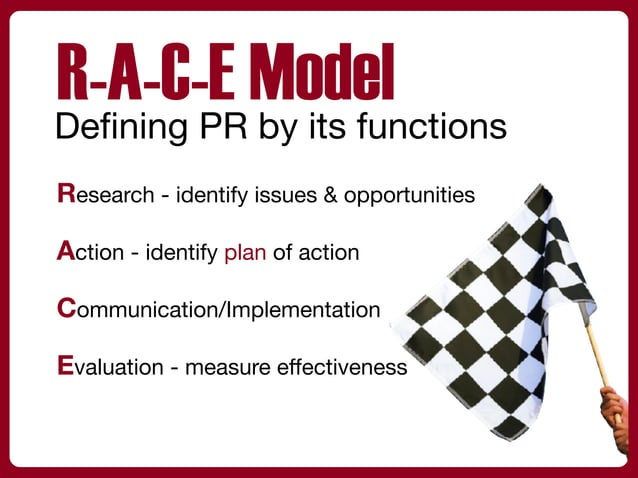 R-A-C-E Model
Defining PR by its functions
Research - identify issues & opportunities
Action - identify plan of action
Communication/Implementation
Evaluation - measure effectiveness